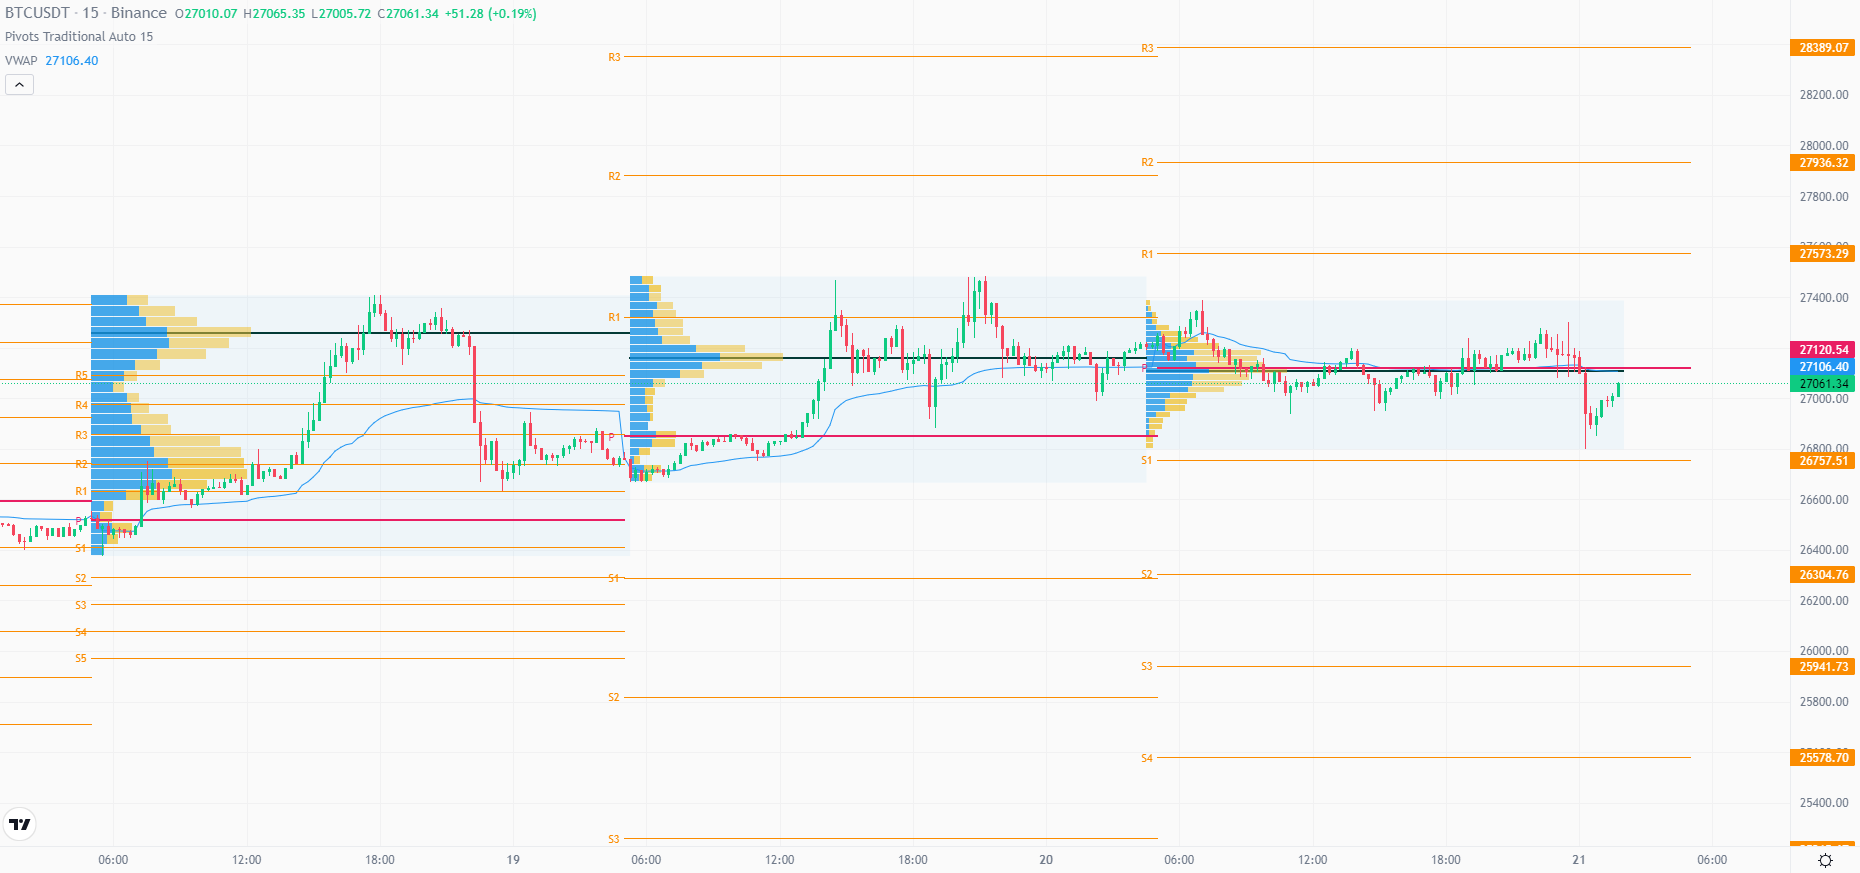 BTCUSDT · 15 · Binance O27010.07 H27065.35 L27005.72 C27061.34 +51.28 (+0.19%)
Pivots Traditional Auto 15
VWAP 27106.40
R3
R3
28389.07
28200.00
28000.00
R2
27936.32
R2
27800.00
R1
27573.29
27400.00
R1
27120.54
27106.40
P
R5
27061.34
27000.00
R4
R3
P
26800.00
S1
26757.51
R2
R1
26600.00
P
S1
26400.00
S2
S1
S2
26304.76
S3
26200.00
S4
S5
26000.00
S3
25941.73
S2
25800.00
S4
25578.70
25400.00
S3
06:00 12:00 18:00 19 06:00 12:00 18:00 20 06:00 12:00 18:00 21 06:00